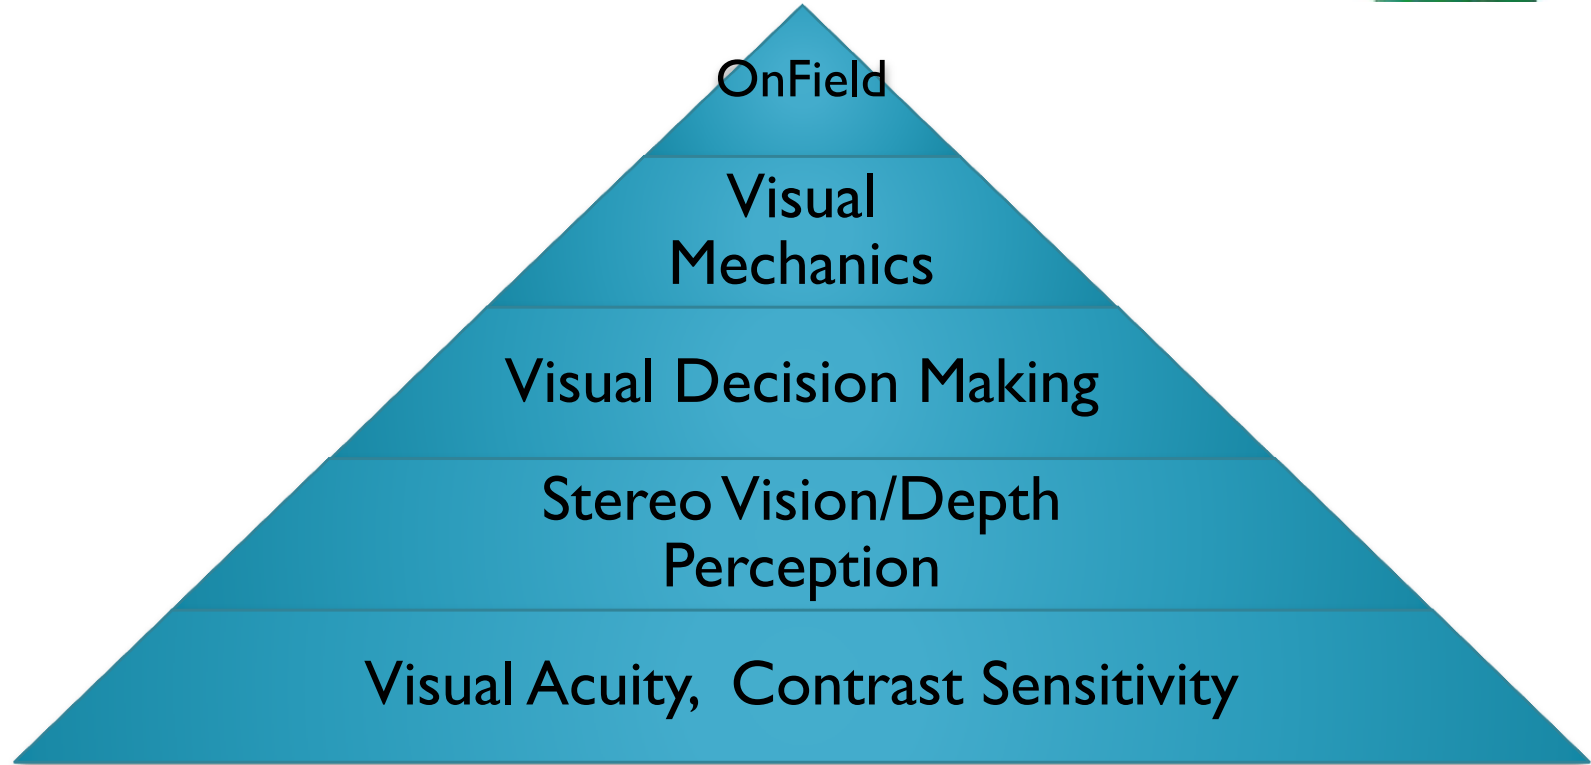 OnField
Visual
Mechanics
Visual Decision Making
Stereo Vision/Depth
Perception
Visual Acuity,  Contrast Sensitivity